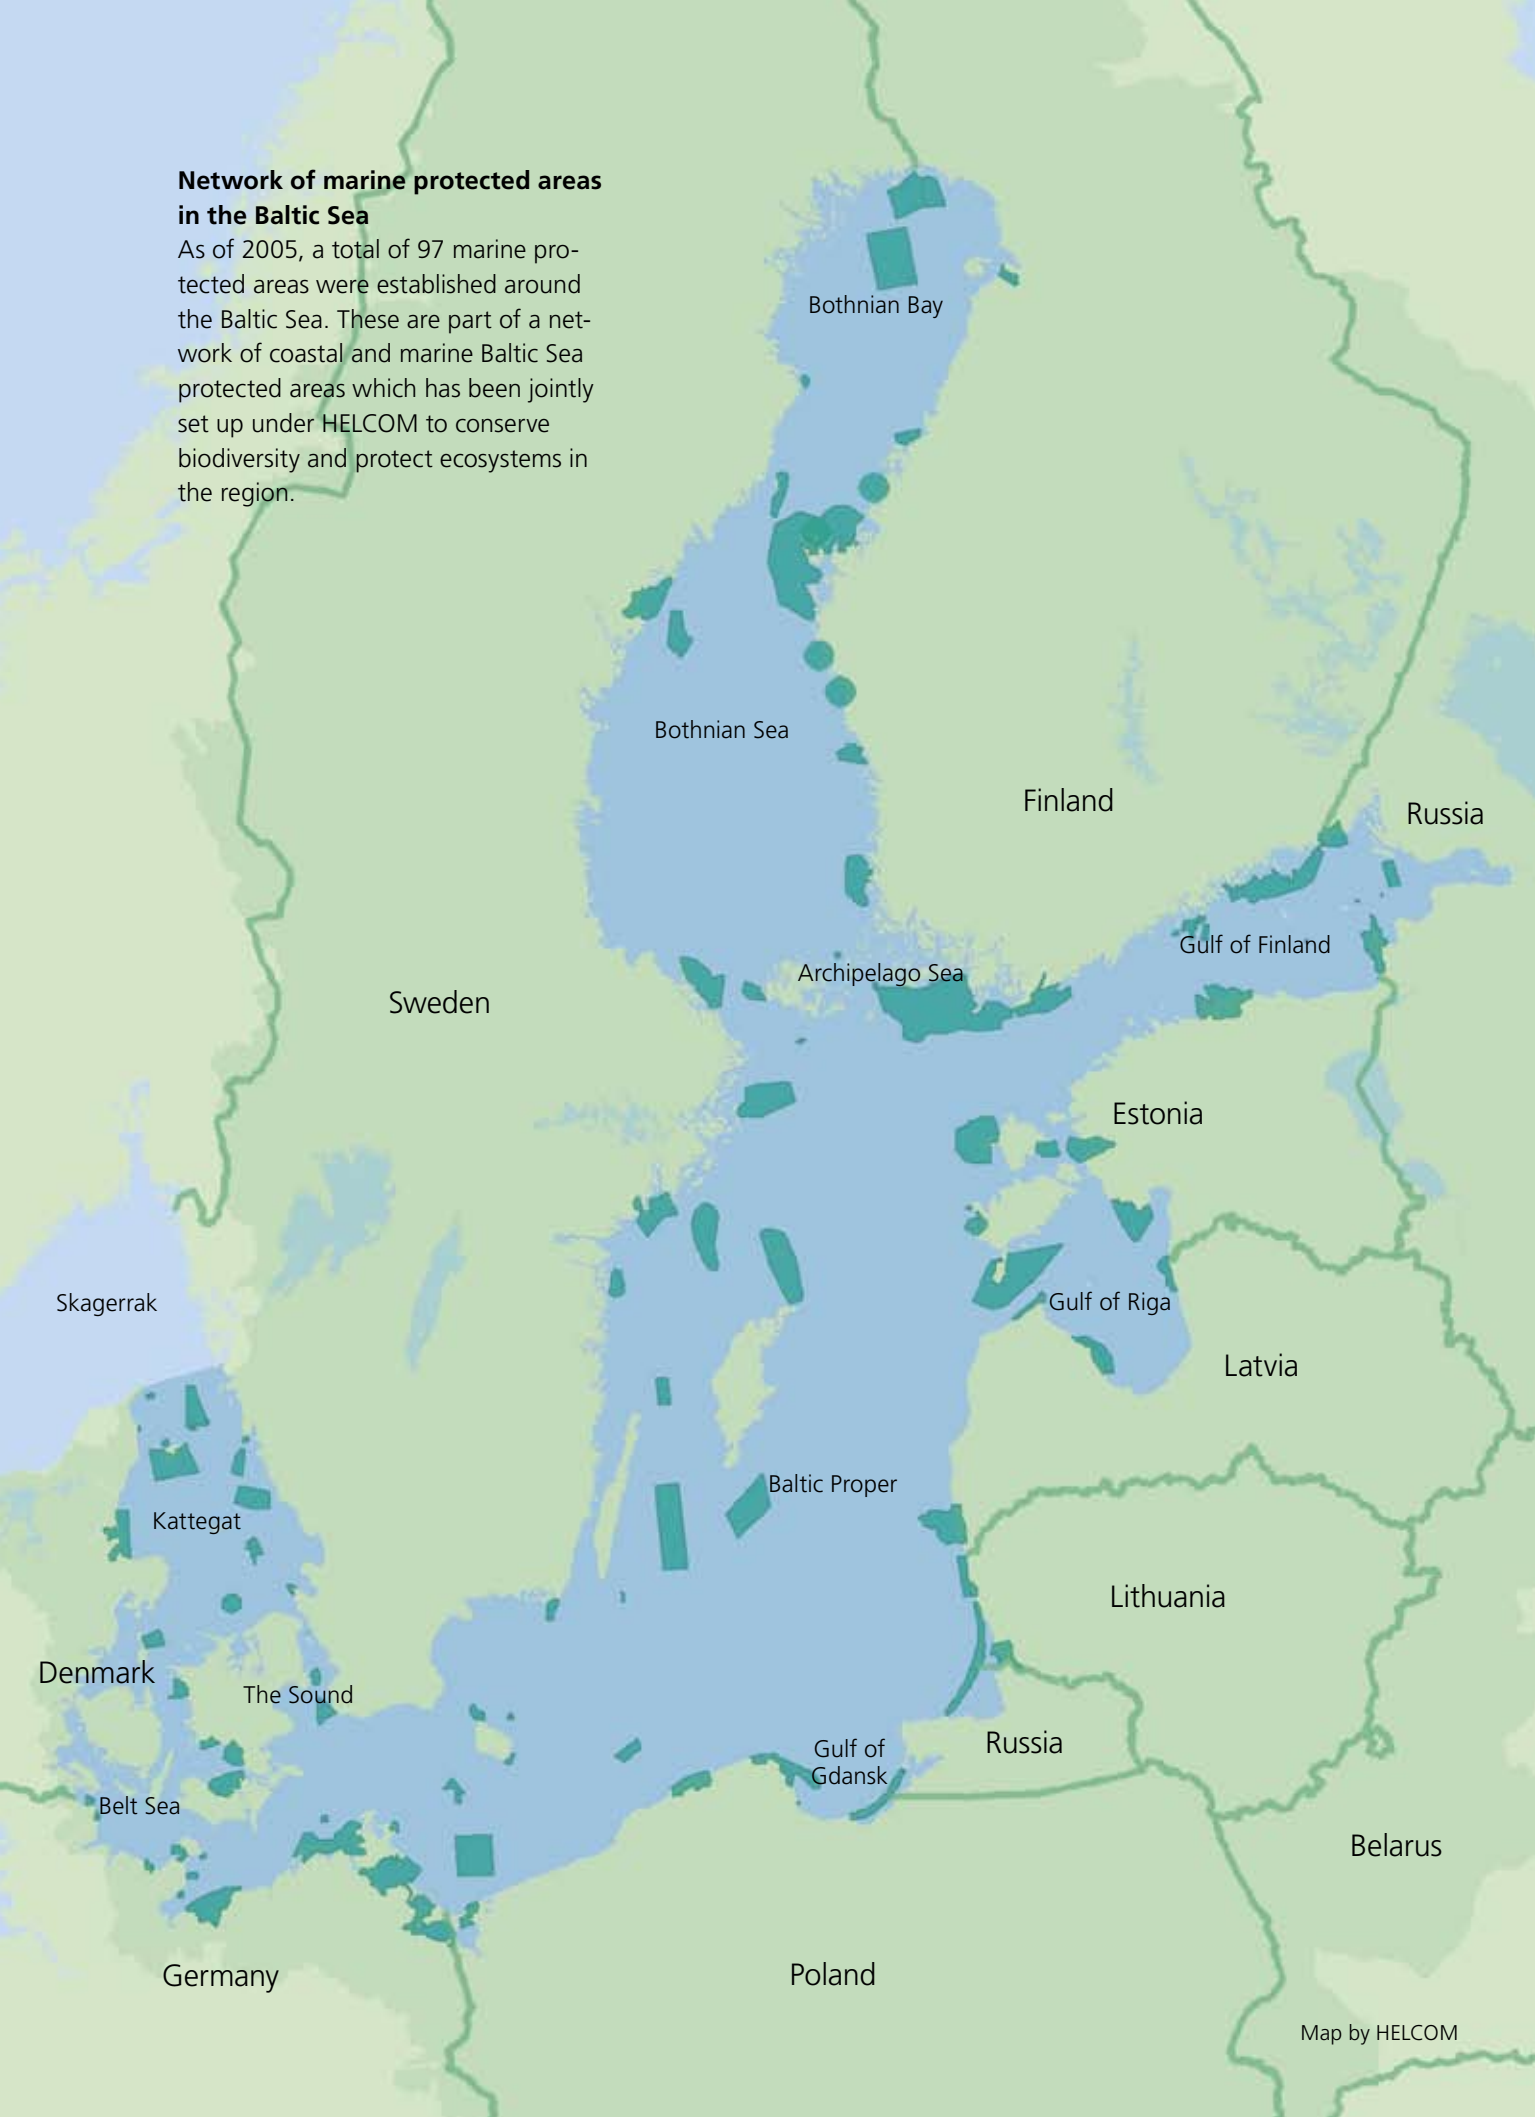 Network of marine protected areas
in the Baltic Sea
As of 2005, a total of 97 marine pro-
tected areas were established around
the Baltic Sea. These are part of a net-
work of coastal and marine Baltic Sea
protected areas which has been jointly
set up under HELCOM to conserve
biodiversity and protect ecosystems in
the region.
Bothnian Bay
Bothnian Sea
Finland
Russia
Gulf of Finland
Archipelago Sea
Sweden
Estonia
Skagerrak
Gulf of Riga
Latvia
Baltic Proper
Kattegat
Lithuania
Denmark
The Sound
Russia
Gulf of
Gdansk
Belt Sea
Belarus
Germany
Poland
Map by HELCOM